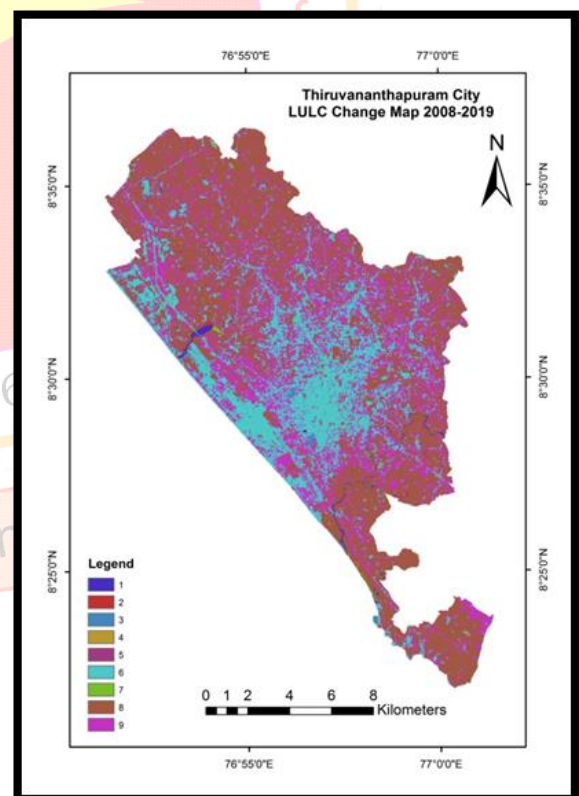 76°55'0"E 77°0'0"E
Thiruvananthapuram City
LULC Change Map 2008-2019
N
8°35'0"N 8°35'0"N
8°30'0"N 8°30'0"N
8°25'0"N 8°25'0"N
Legend
1
2
3
4
5
6
7
8
9
0 1 2 4 6 8
Kilometers
76°55'0"E 77°0'0"E